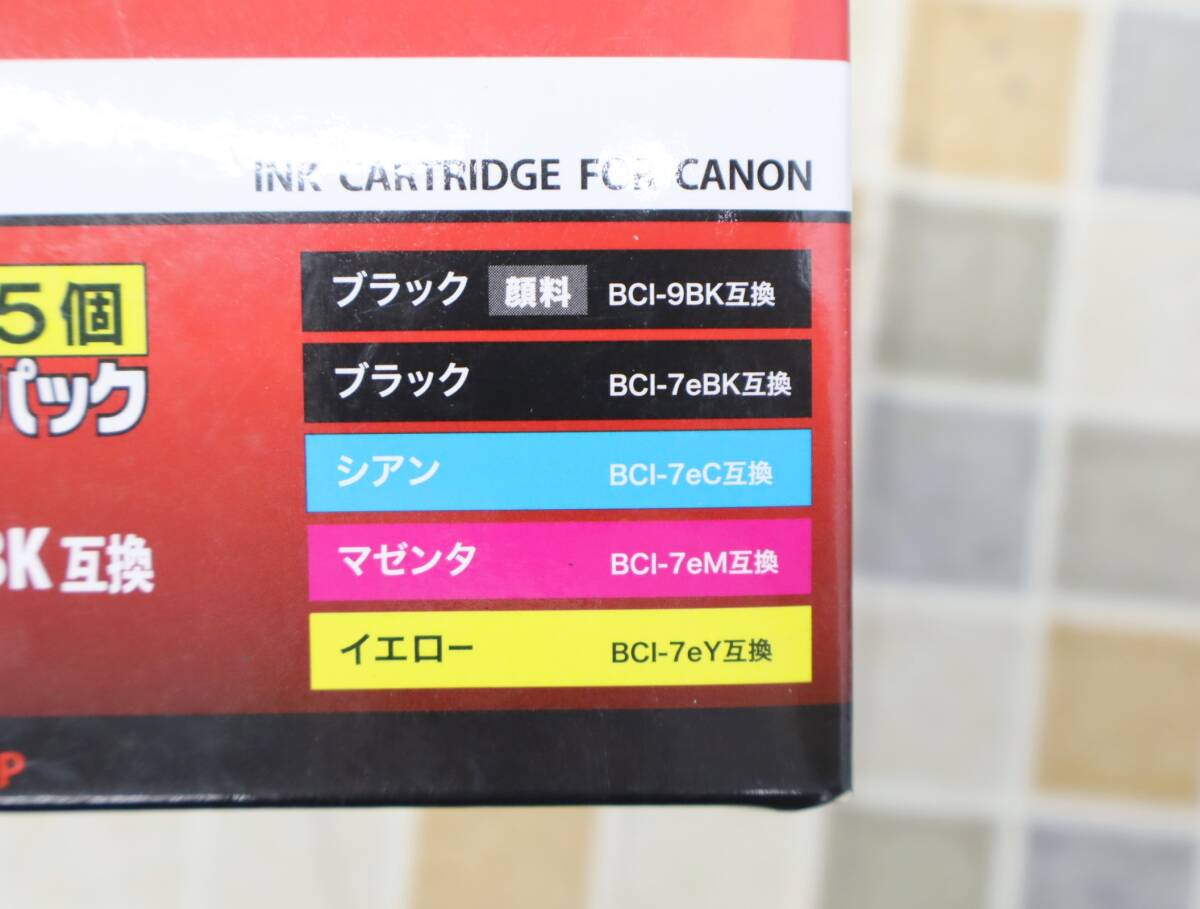 INK CARTRIDGE FOR CANON
5個
パック
BK互換
ブラック 顔料 BCI-9BK互換
ブラック BCI-7eBK互換
シアン BCI-7eC互換
マゼンタ BCI-7eM互換
イエロー BCI-7eY互換
P